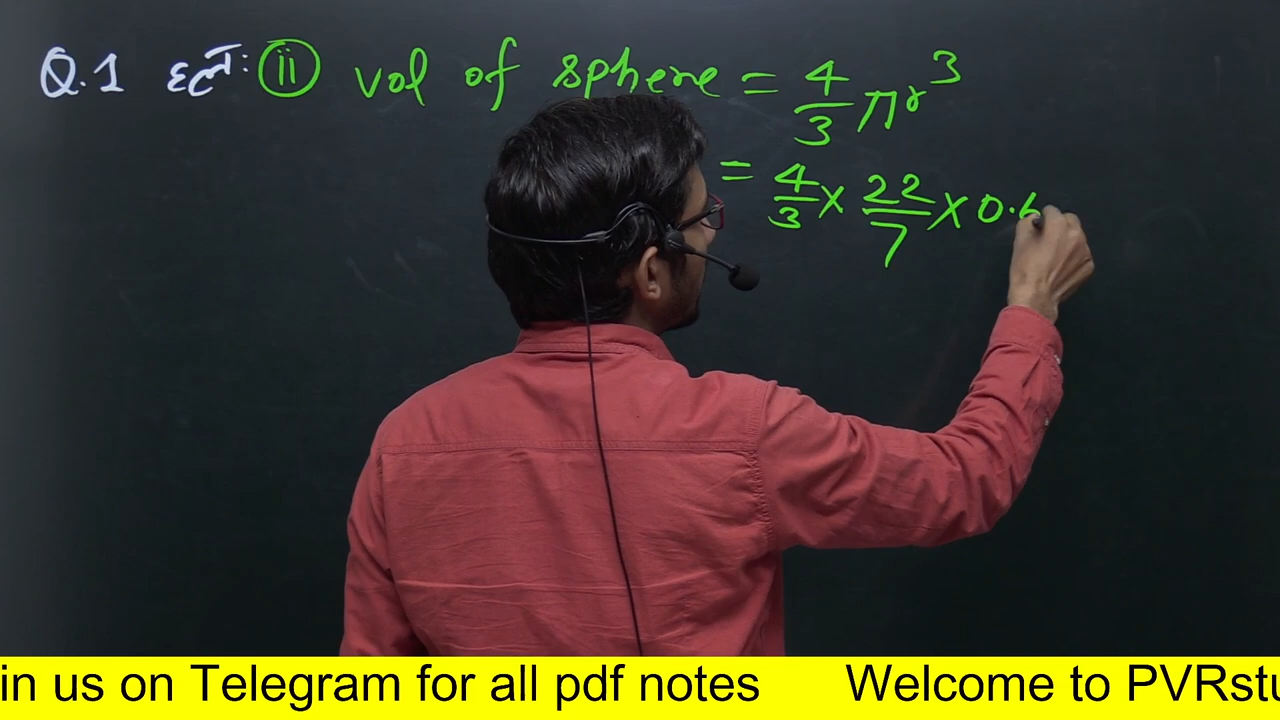 Q.1 हल: (ii) vol of sphere = 4/3 πr³
= 4/3 × 22/7 × 0.6
in us on Telegram for all pdf notes Welcome to PVRstu